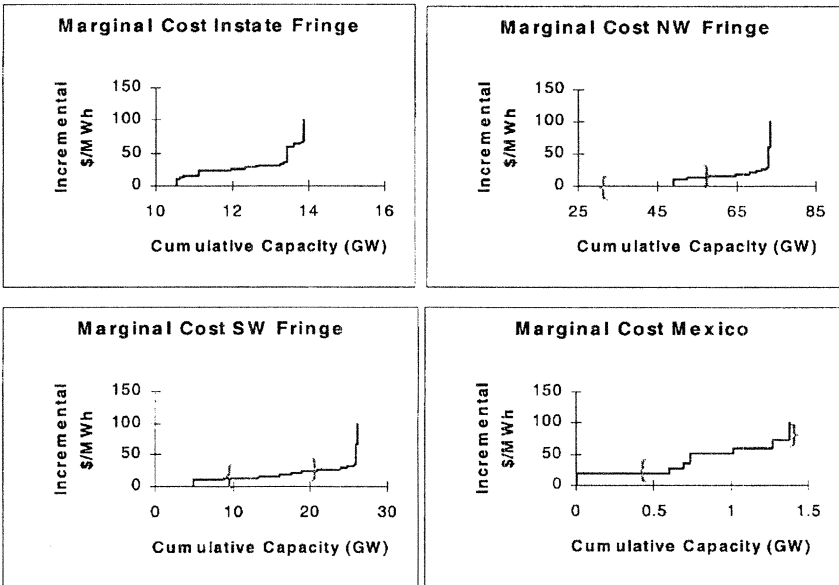 Marginal Cost Instate Fringe
Incremental
$/MWh
150
100
50
0
10 12 14 16
Cumulative Capacity (GW)
Marginal Cost NW Fringe
Incremental
$/MWh
150
100
50
0
25 45 65 85
Cumulative Capacity (GW)
Marginal Cost SW Fringe
Incremental
$/MWh
150
100
50
0
0 10 20 30
Cumulative Capacity (GW)
Marginal Cost Mexico
Incremental
$/MWh
150
100
50
0
0 0.5 1 1.5
Cumulative Capacity (GW)